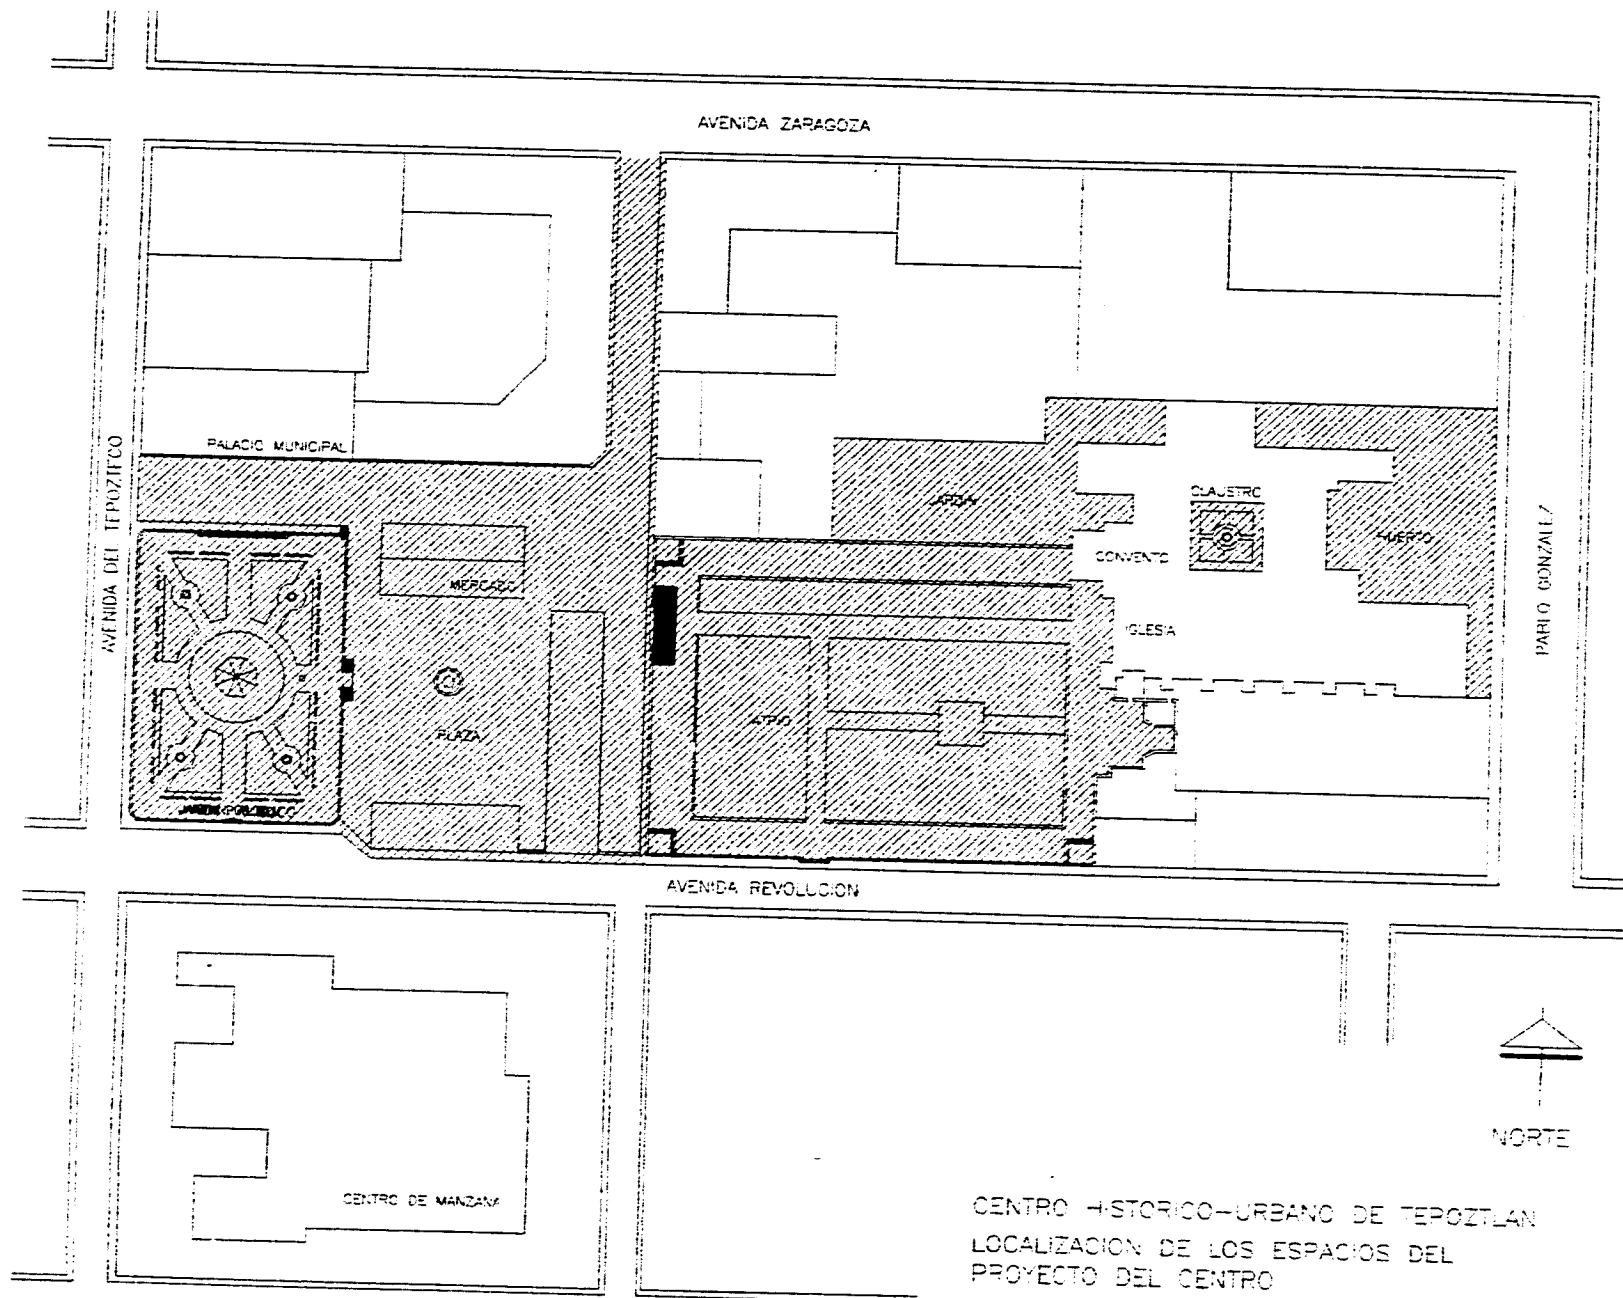 AVENIDA ZARAGOZA
AVENIDA DEL TEPOZTECO
PALACIO MUNICIPAL
JARDIN
CLAUSTRO
HUERTO
CONVENTO
MERCADO
IGLESIA
PABLO GONZALEZ
ATRIO
PLAZA
AVENIDA REVOLUCION
CENTRO DE MANZANA
NORTE
CENTRO HISTORICO-URBANO DE TEPOZTLAN
LOCALIZACION DE LOS ESPACIOS DEL
PROYECTO DEL CENTRO